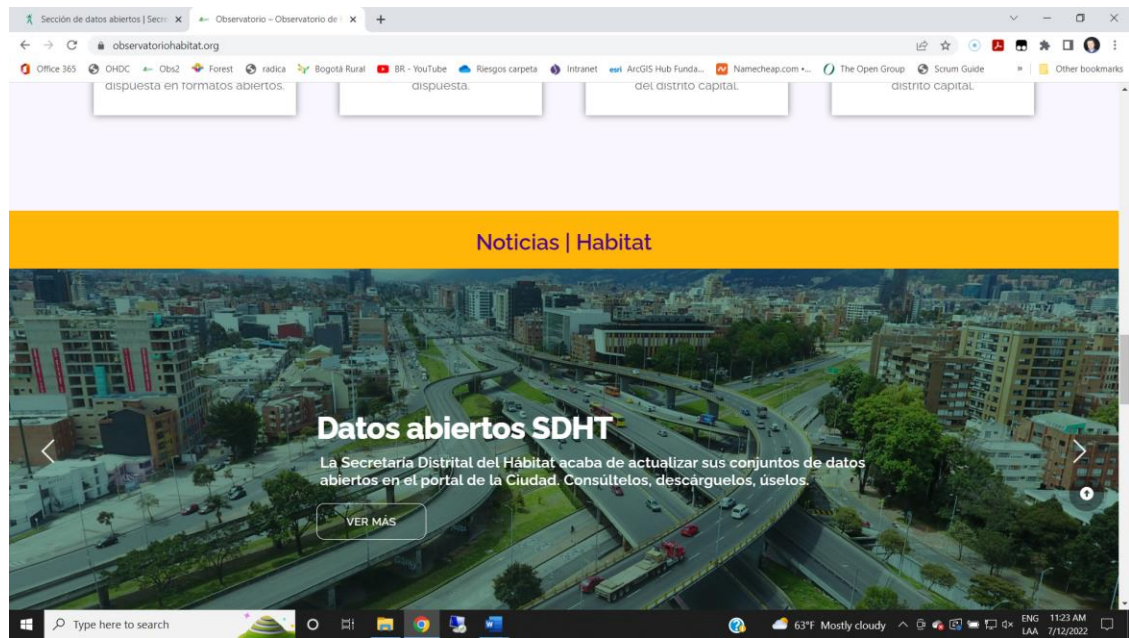 Sección de datos abiertos | Secre
Observatorio – Observatorio de H
observatoriohabitat.org
Office 365
OHDC
Obs2
Forest
radica
Bogotá Rural
BR - YouTube
Riesgos carpeta
Intranet
esri ArcGIS Hub Funda...
Namecheap.com •...
The Open Group
Scrum Guide
»
Other bookmarks
dispuesta en formatos abiertos.
dispuesta.
del distrito capital.
distrito capital.
Noticias | Habitat
Datos abiertos SDHT
La Secretaría Distrital del Hábitat acaba de actualizar sus conjuntos de datos
abiertos en el portal de la Ciudad. Consúltelos, descárguelos, úselos.
VER MÁS
Type here to search
63°F Mostly cloudy
ENG
LAA
11:23 AM
7/12/2022